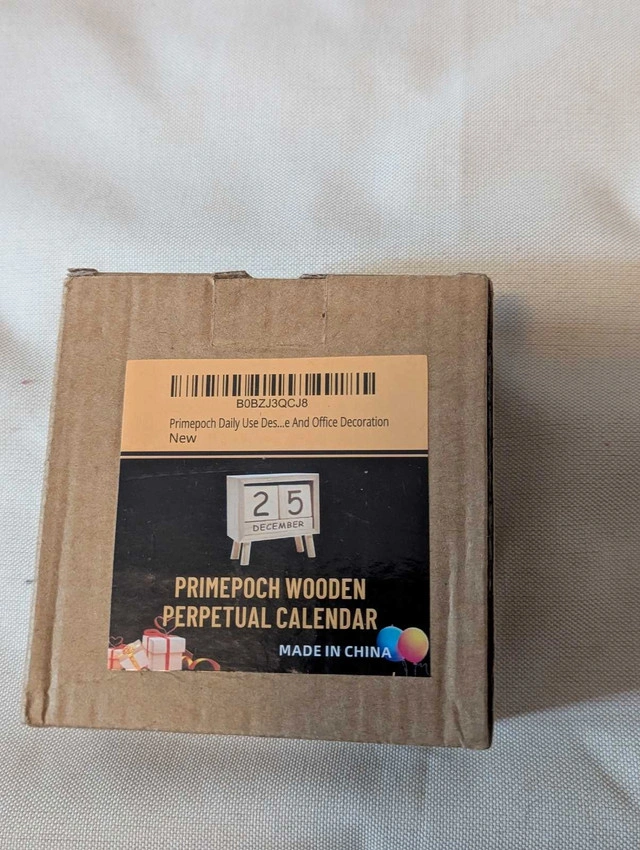 B0BZJ3QCJ8
Primepoch Daily Use Des...e And Office Decoration
New
2 5
DECEMBER
PRIMEPOCH WOODEN
PERPETUAL CALENDAR
MADE IN CHINA